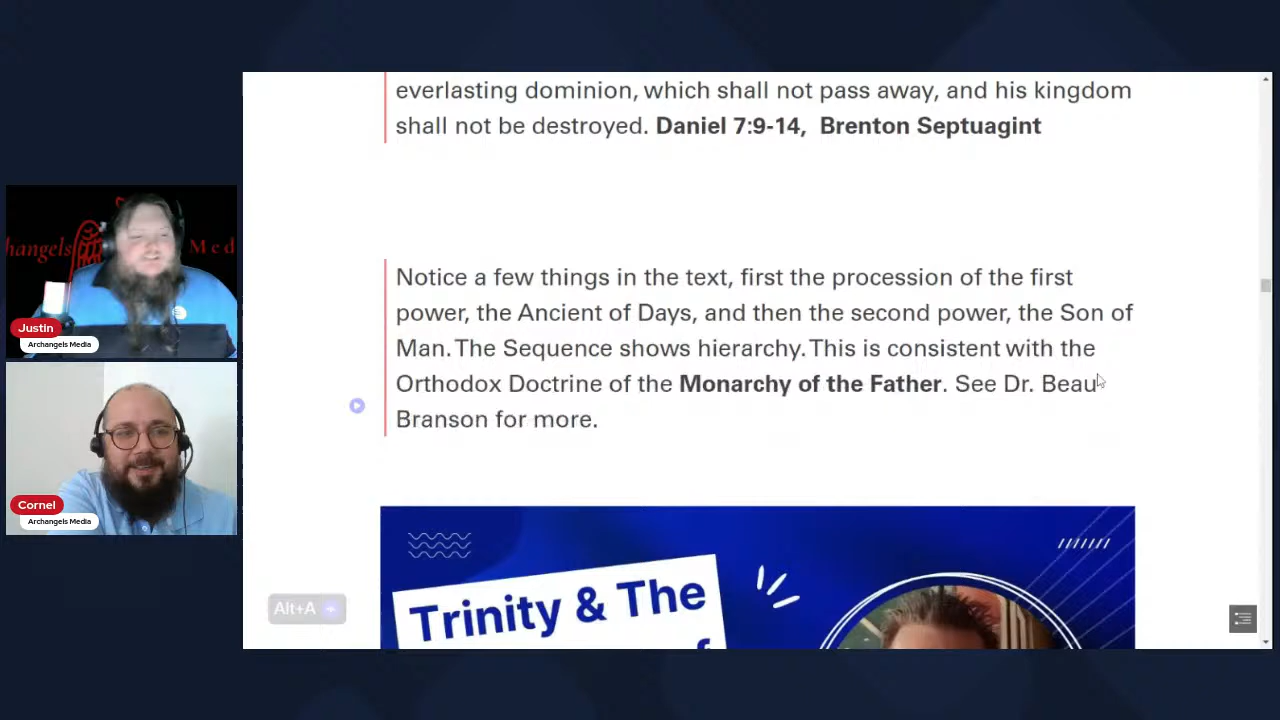 everlasting dominion, which shall not pass away, and his kingdom
shall not be destroyed. Daniel 7:9-14, Brenton Septuagint
Notice a few things in the text, first the procession of the first
power, the Ancient of Days, and then the second power, the Son of
Man. The Sequence shows hierarchy. This is consistent with the
Orthodox Doctrine of the Monarchy of the Father. See Dr. Beau
Branson for more.
Trinity & The
Alt+A
hangels Med
Justin
Archangels Media
Cornel
Archangels Media